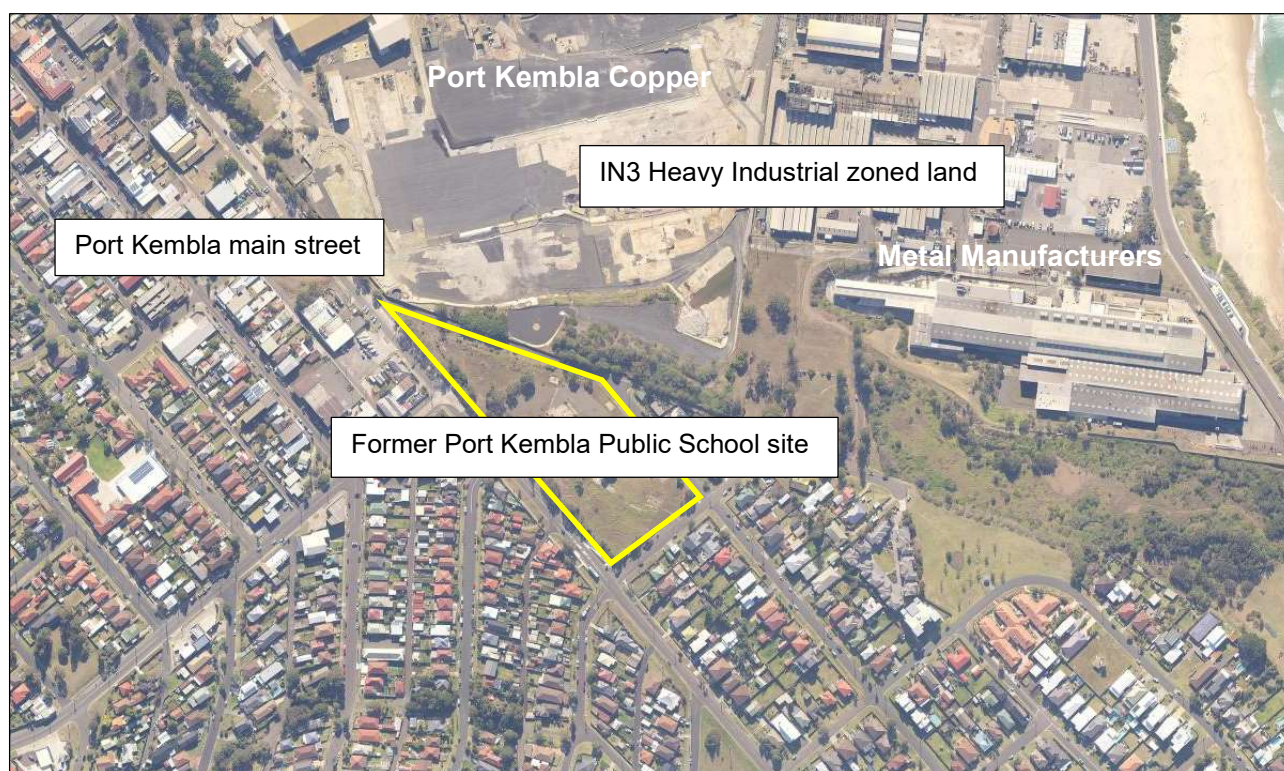 Port Kembla Copper
IN3 Heavy Industrial zoned land
Port Kembla main street
Metal Manufacturers
Former Port Kembla Public School site